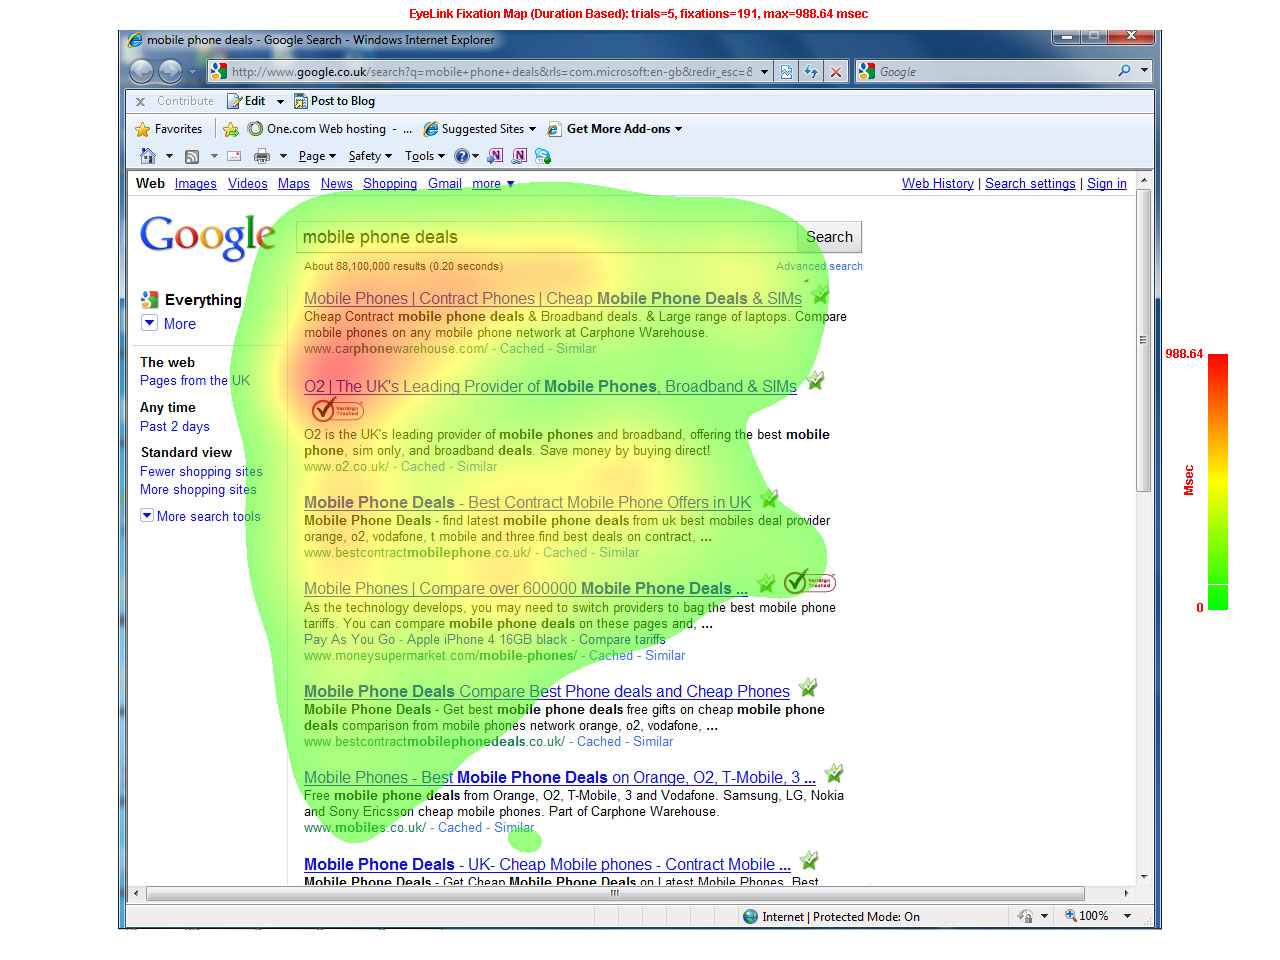 EyeLink Fixation Map (Duration Based): trials=5, fixations=191, max=988.64 msec
mobile phone deals - Google Search - Windows Internet Explorer
http://www.google.co.uk/search?q=mobile+phone+deals&rls=com.microsoft:en-gb&redir_esc=&
Google
x Contribute Edit Post to Blog
Favorites One.com Web hosting - ... Suggested Sites Get More Add-ons
Page Safety Tools
Web Images Videos Maps News Shopping Gmail more ▼
Web History | Search settings | Sign in
Google
mobile phone deals
Search
About 88,100,000 results (0.20 seconds)
Advanced search
Everything
More
The web
Pages from the UK
Any time
Past 2 days
Standard view
Fewer shopping sites
More shopping sites
More search tools
Mobile Phones | Contract Phones | Cheap Mobile Phone Deals & SIMs
Cheap Contract mobile phone deals & Broadband deals. & Large range of laptops. Compare
mobile phones on any mobile phone network at Carphone Warehouse.
www.carphonewarehouse.com/ - Cached - Similar
O2 | The UK's Leading Provider of Mobile Phones, Broadband & SIMs
VeriSign
Trusted
O2 is the UK's leading provider of mobile phones and broadband, offering the best mobile
phone, sim only, and broadband deals. Save money by buying direct!
www.o2.co.uk/ - Cached - Similar
Mobile Phone Deals - Best Contract Mobile Phone Offers in UK
Mobile Phone Deals - find latest mobile phone deals from uk best mobiles deal provider
orange, o2, vodafone, t mobile and three.find best deals on contract, ...
www.bestcontractmobilephone.co.uk/ - Cached - Similar
Mobile Phones | Compare over 600000 Mobile Phone Deals ...
VeriSign
Trusted
As the technology develops, you may need to switch providers to bag the best mobile phone
tariffs. You can compare mobile phone deals on these pages and, ...
Pay As You Go - Apple iPhone 4 16GB black - Compare tariffs
www.moneysupermarket.com/mobile-phones/ - Cached - Similar
Mobile Phone Deals Compare Best Phone deals and Cheap Phones
Mobile Phone Deals - Get best mobile phone deals free gifts on cheap mobile phone
deals comparison from mobile phones network orange, o2, vodafone, ...
www.bestcontractmobilephonedeals.co.uk/ - Cached - Similar
Mobile Phones - Best Mobile Phone Deals on Orange, O2, T-Mobile, 3 ...
Free mobile phone deals from Orange, O2, T-Mobile, 3 and Vodafone. Samsung, LG, Nokia
and Sony Ericsson cheap mobile phones. Part of Carphone Warehouse.
www.mobiles.co.uk/ - Cached - Similar
Mobile Phone Deals - UK- Cheap Mobile phones - Contract Mobile ...
Mobile Phone Deals - Get Cheap Mobile Phone Deals on Latest Mobile Phones, Best
Internet | Protected Mode: On
100%
988.64
Msec
0